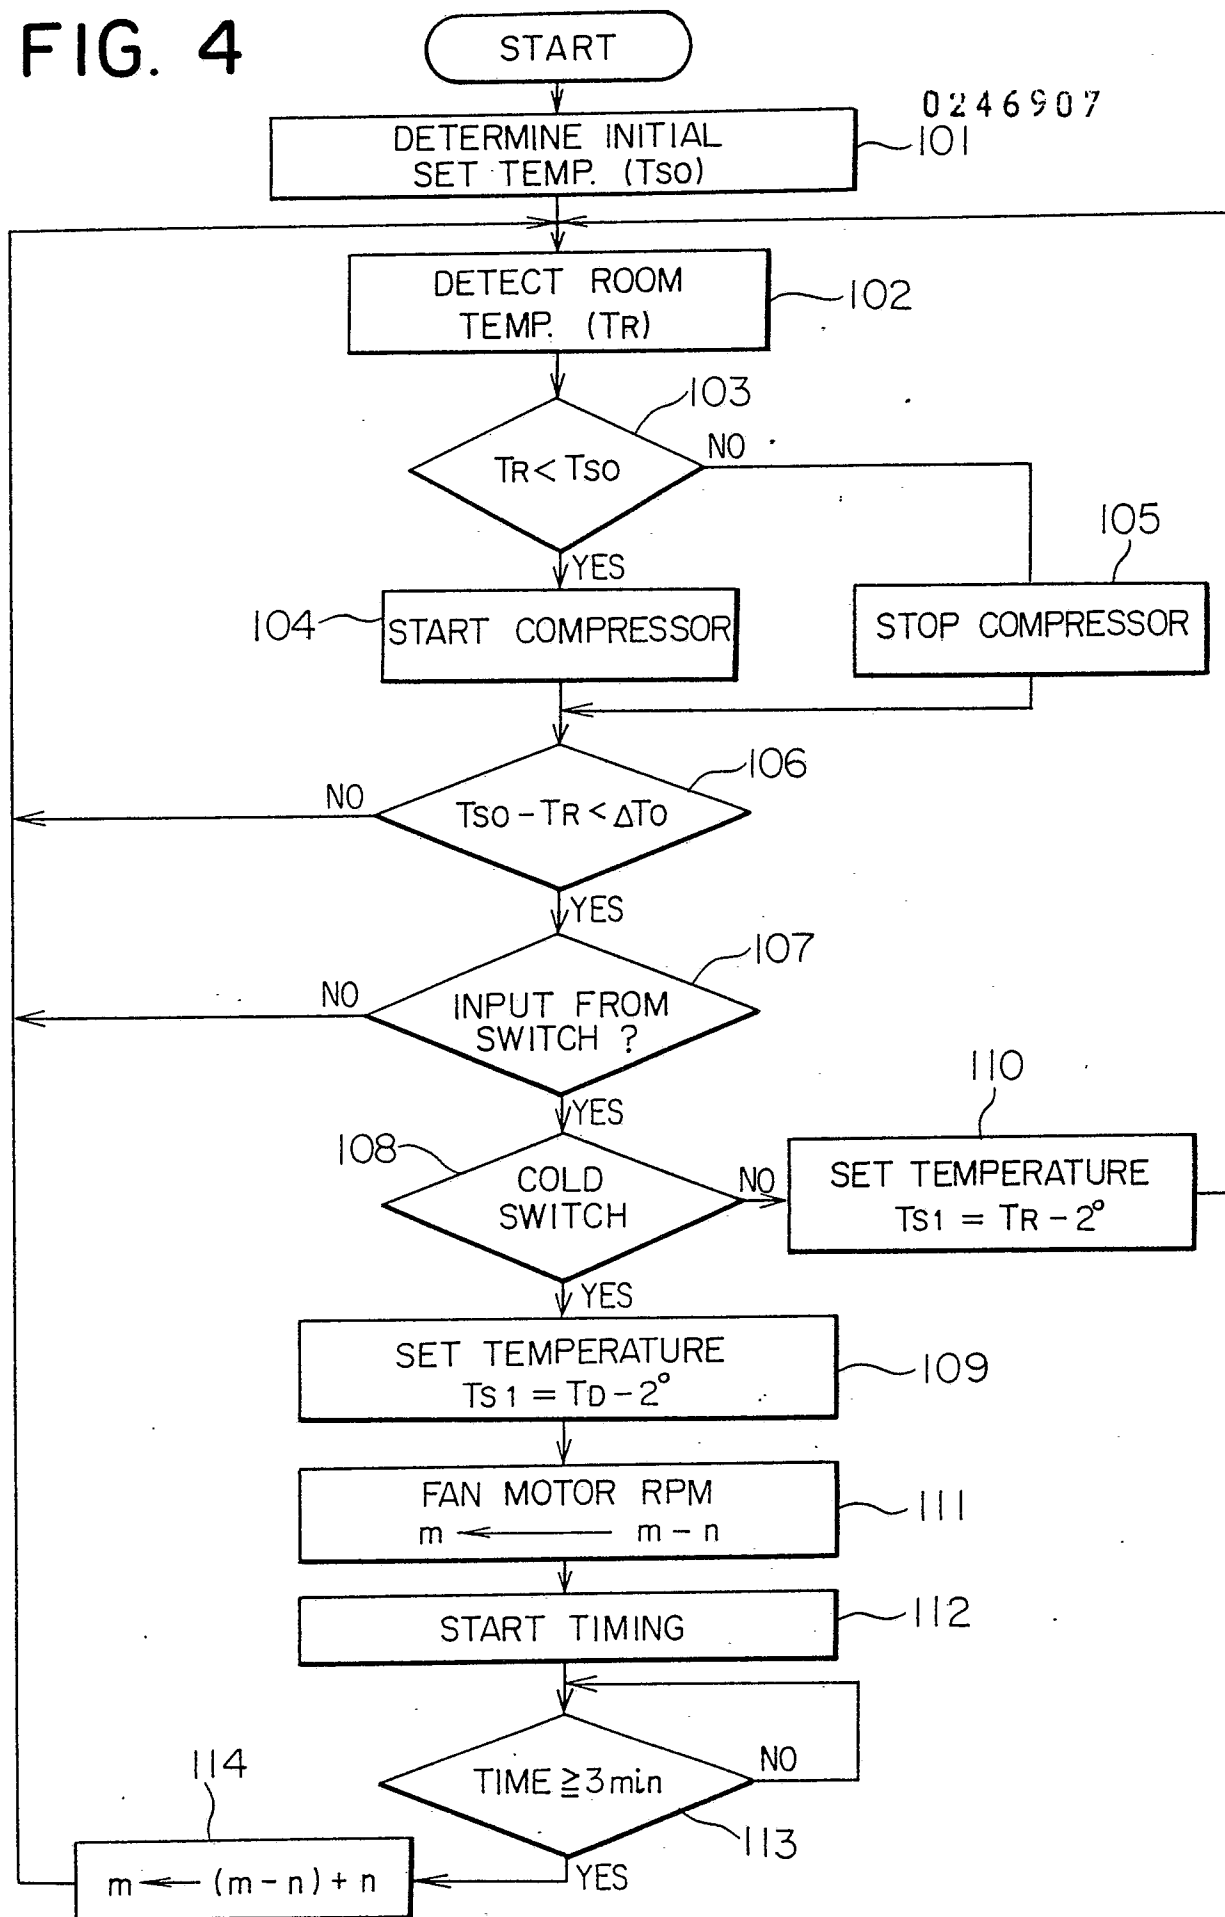 FIG. 4
START
0246907
DETERMINE INITIAL
SET TEMP. (TSO)
101
DETECT ROOM
TEMP. (TR)
102
103
TR < TSO
NO
YES
105
104
START COMPRESSOR
STOP COMPRESSOR
106
TSO – TR < ΔTO
NO
YES
107
INPUT FROM
SWITCH ?
NO
YES
108
COLD
SWITCH
NO
110
SET TEMPERATURE
TS1 = TR – 2°
YES
SET TEMPERATURE
TS1 = TD – 2°
109
FAN MOTOR RPM
m ← m – n
111
START TIMING
112
TIME ≧ 3 min
NO
113
YES
114
m ← (m – n) + n